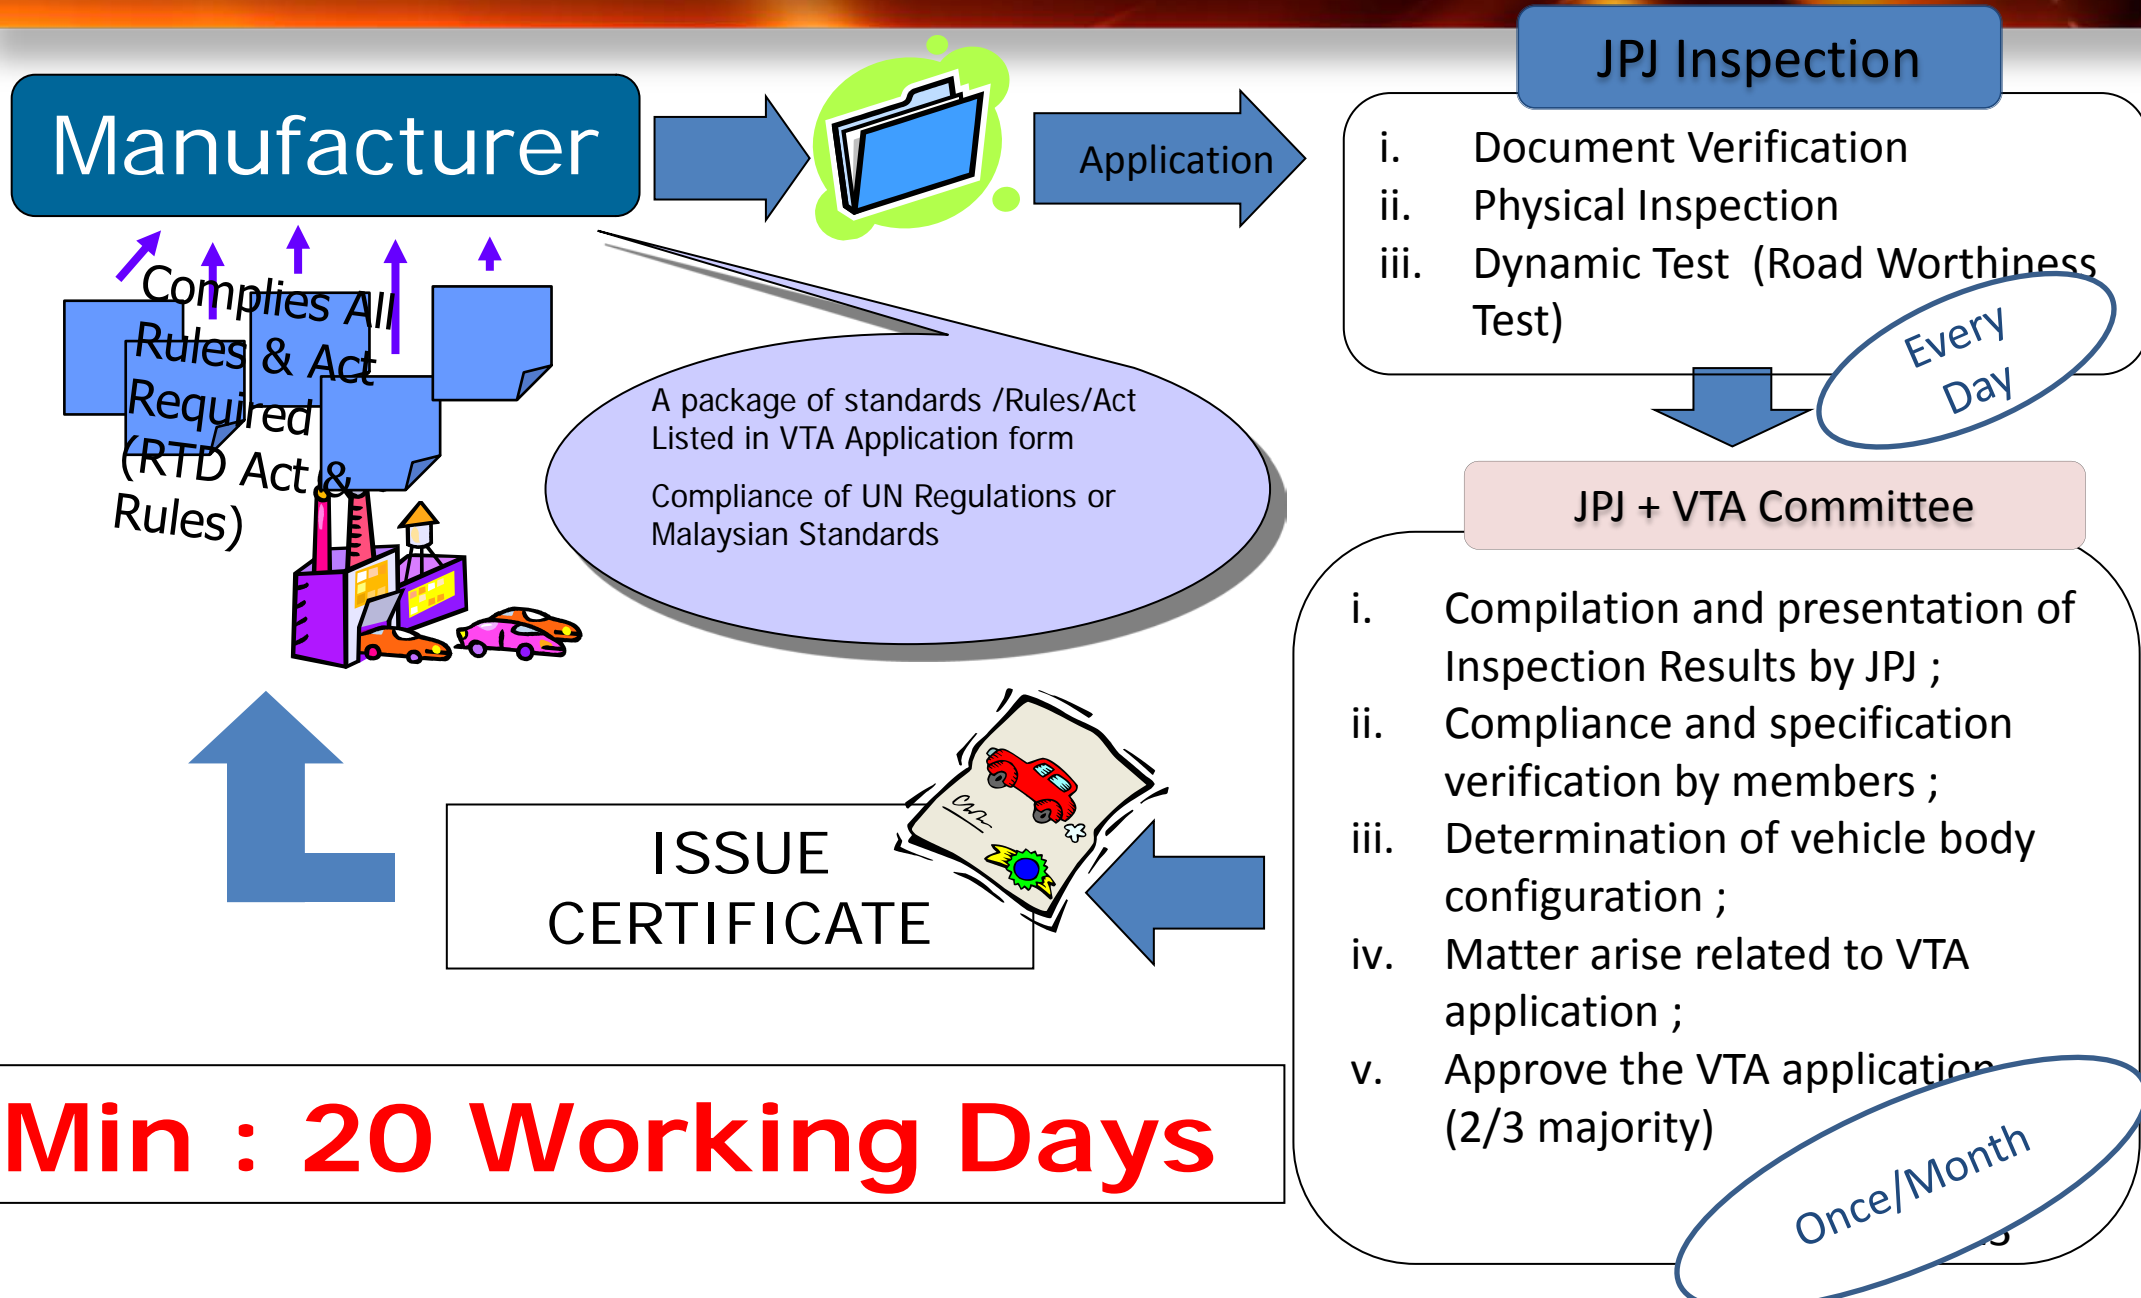 JPJ Inspection
Manufacturer
Application
i. Document Verification
ii. Physical Inspection
iii. Dynamic Test (Road Worthiness
Test)
Every
Day
Complies All
Rules & Act
Required
(RTD Act &
Rules)
A package of standards /Rules/Act
Listed in VTA Application form
Compliance of UN Regulations or
Malaysian Standards
JPJ + VTA Committee
i. Compilation and presentation of
Inspection Results by JPJ ;
ii. Compliance and specification
verification by members ;
iii. Determination of vehicle body
configuration ;
iv. Matter arise related to VTA
application ;
v. Approve the VTA application
(2/3 majority)
Once/Month
ISSUE
CERTIFICATE
Min : 20 Working Days